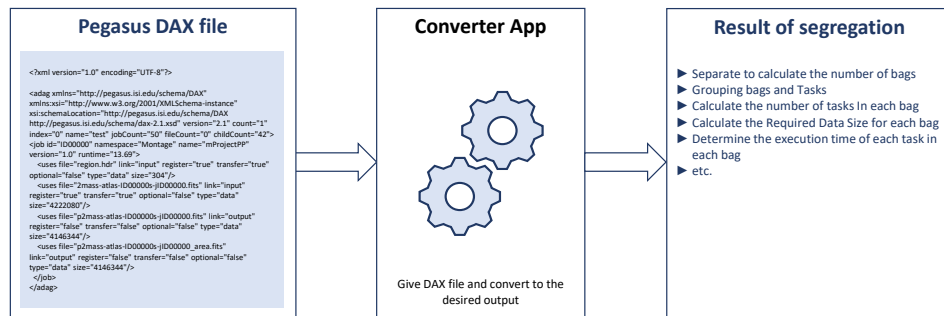 Pegasus DAX file
<?xml version="1.0" encoding="UTF-8"?>
<adag xmlns="http://pegasus.isi.edu/schema/DAX"
xmlns:xsi="http://www.w3.org/2001/XMLSchema-instance"
xsi:schemaLocation="http://pegasus.isi.edu/schema/DAX
http://pegasus.isi.edu/schema/dax-2.1.xsd" version="2.1" count="1"
index="0" name="test" jobCount="50" fileCount="0" childCount="42">
<job id="ID00000" namespace="Montage" name="mProjectPP"
version="1.0" runtime="13.69">
<uses file="region.hdr" link="input" register="true" transfer="true"
optional="false" type="data" size="304"/>
<uses file="2mass-atlas-ID00000s-jID00000.fits" link="input"
register="true" transfer="true" optional="false" type="data"
size="4222080"/>
<uses file="p2mass-atlas-ID00000s-jID00000.fits" link="output"
register="false" transfer="false" optional="false" type="data"
size="4146344"/>
<uses file="p2mass-atlas-ID00000s-jID00000_area.fits"
link="output" register="false" transfer="false" optional="false"
type="data" size="4146344"/>
</job>
</adag>
Converter App
Give DAX file and convert to the
desired output
Result of segregation
► Separate to calculate the number of bags
► Grouping bags and Tasks
► Calculate the number of tasks In each bag
► Calculate the Required Data Size for each bag
► Determine the execution time of each task in
each bag
► etc.